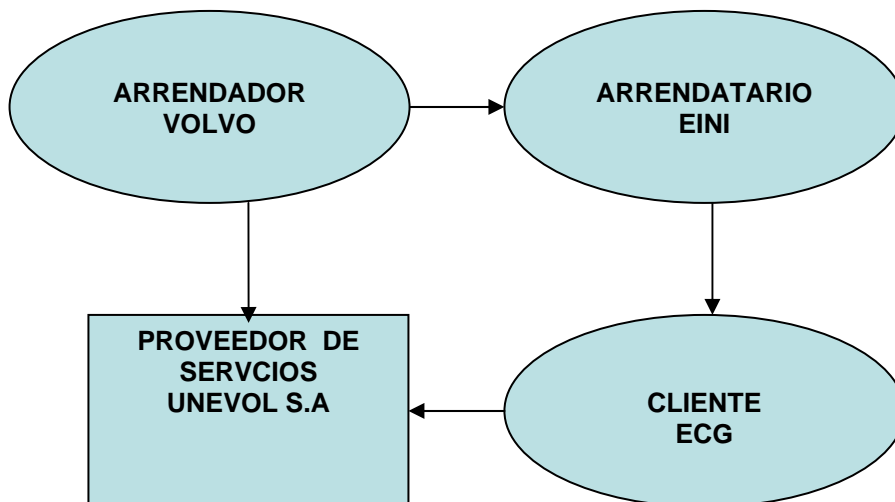 ARRENDADOR
VOLVO
ARRENDATARIO
EINI
PROVEEDOR DE
SERVCIOS
UNEVOL S.A
CLIENTE
ECG